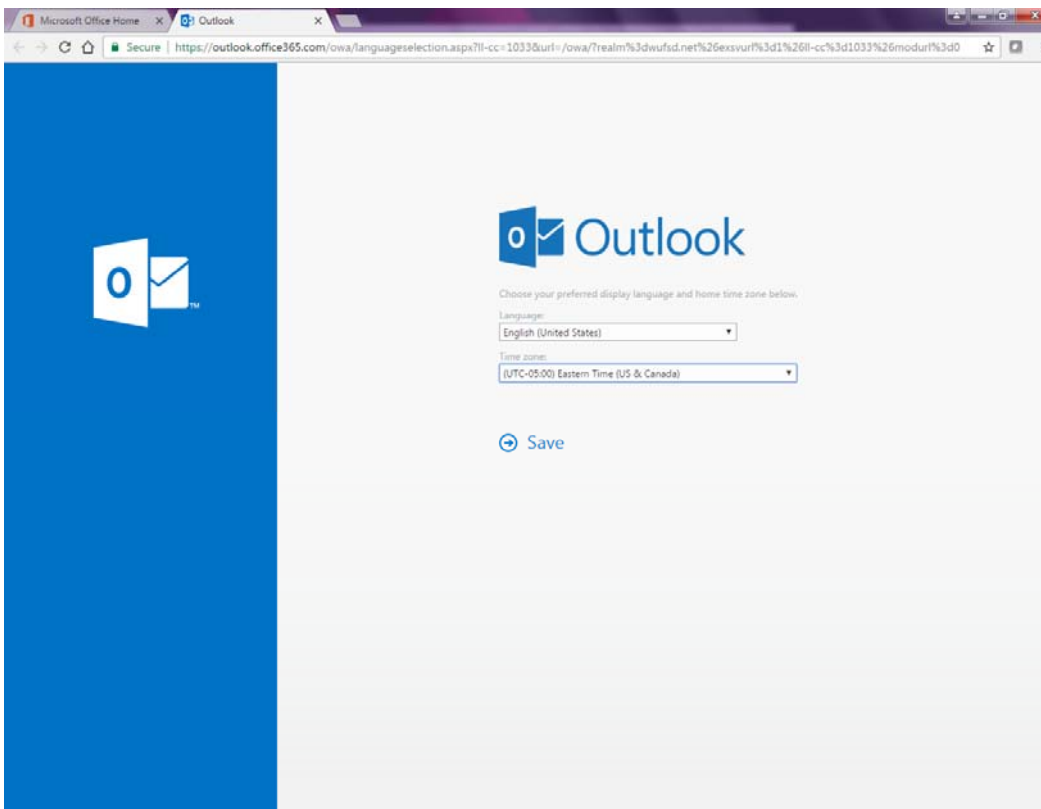 Microsoft Office Home
Outlook
Secure | https://outlook.office365.com/owa/languageselection.aspx?ll-cc=1033&url=/owa/?realm%3dwufsd.net%26exsvurl%3d1%26ll-cc%3d1033%26modurl%3d0
Outlook
Choose your preferred display language and home time zone below.
Language:
English (United States)
Time zone:
(UTC-05:00) Eastern Time (US & Canada)
Save
O
TM